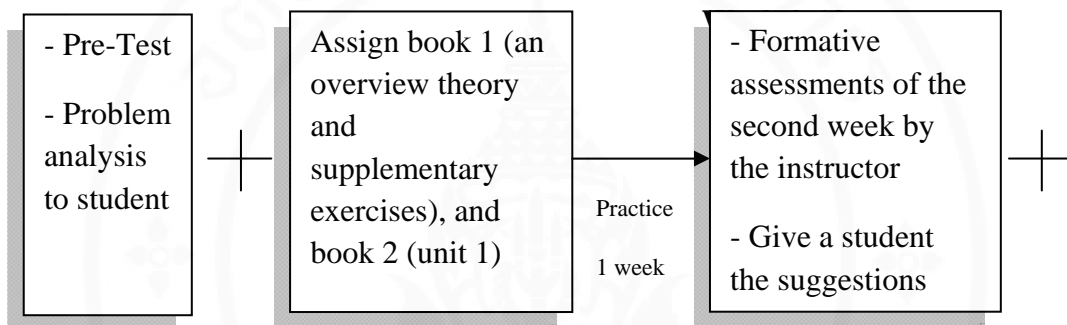 - Pre-Test
- Problem
analysis
to student
Assign book 1 (an
overview theory
and
supplementary
exercises), and
book 2 (unit 1)
Practice
1 week
- Formative
assessments of the
second week by
the instructor
- Give a student
the suggestions